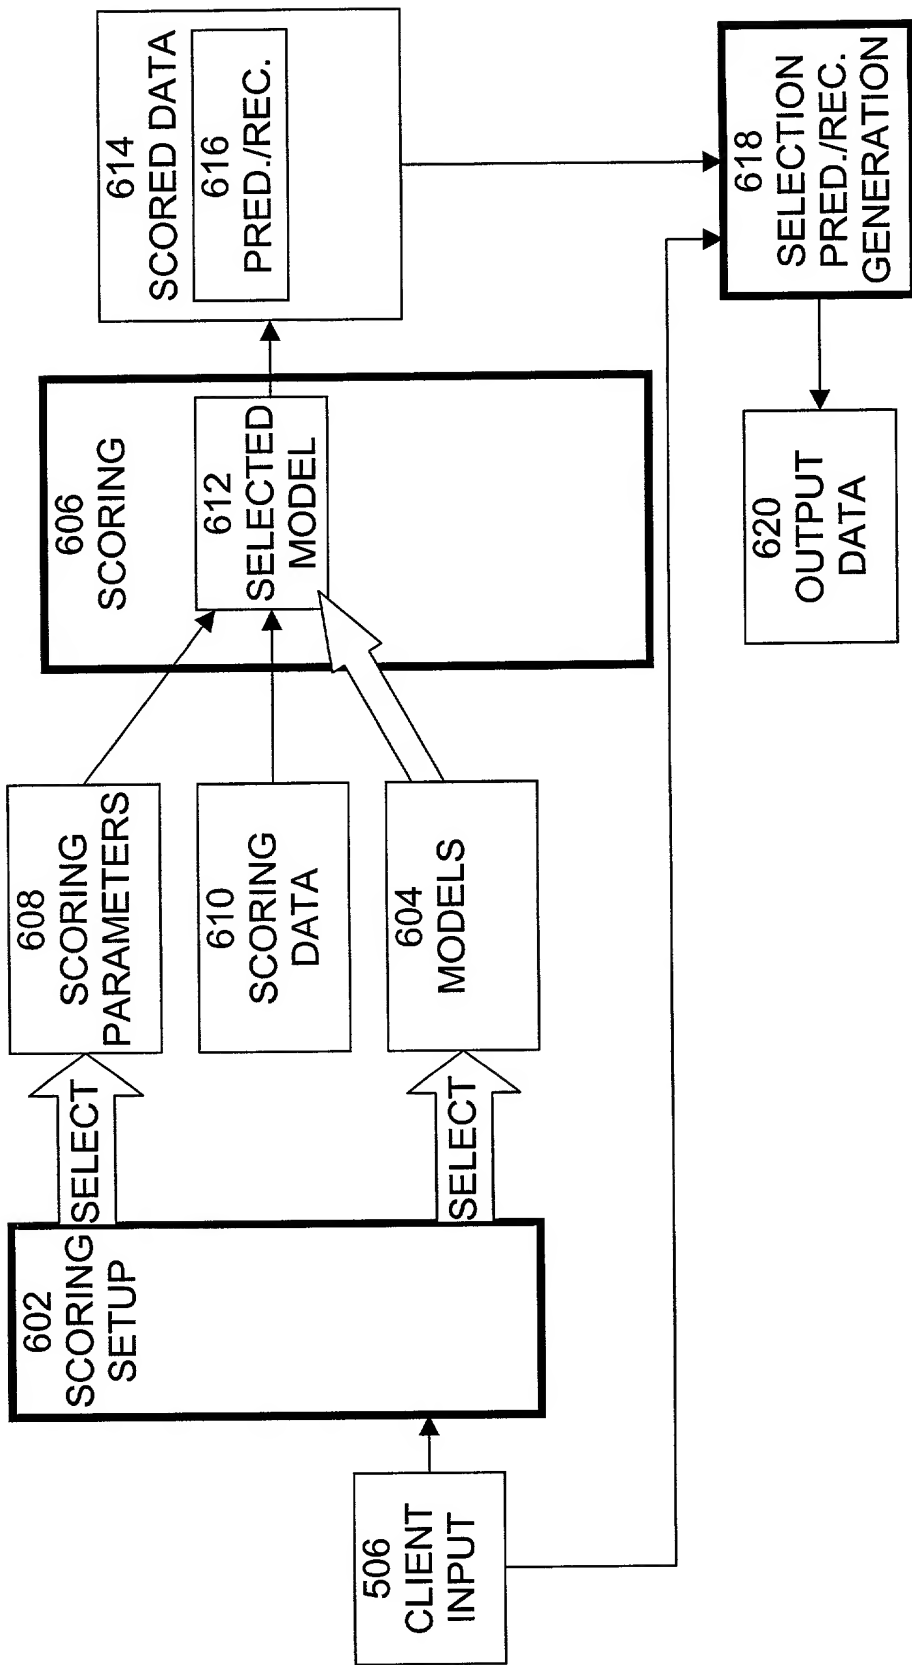 506
CLIENT
INPUT
602
SCORING
SETUP
SELECT
SELECT
608
SCORING
PARAMETERS
610
SCORING
DATA
604
MODELS
606
SCORING
612
SELECTED
MODEL
614
SCORED DATA
616
PRED./REC.
618
SELECTION
PRED./REC.
GENERATION
620
OUTPUT
DATA